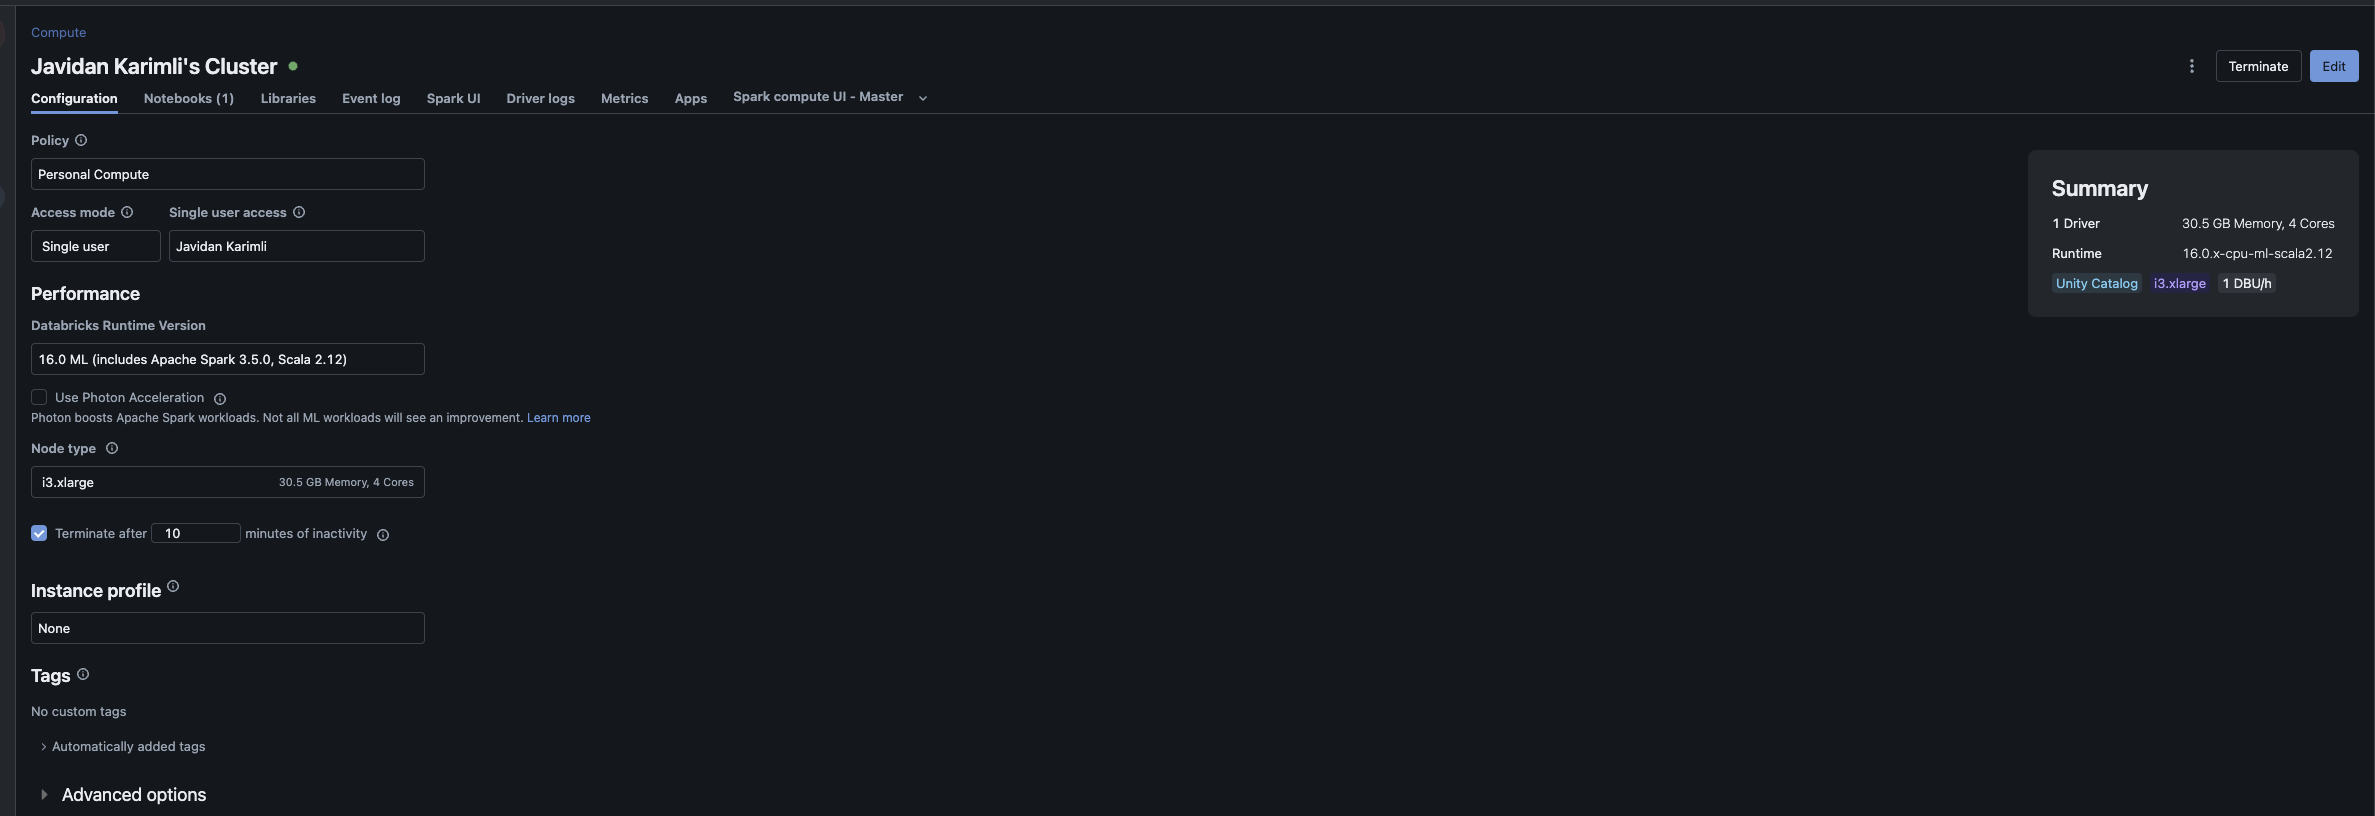 Compute
Javidan Karimli's Cluster
Terminate
Edit
Configuration Notebooks (1) Libraries Event log Spark UI Driver logs Metrics Apps Spark compute UI - Master
Policy
Personal Compute
Access mode Single user access
Single user Javidan Karimli
Performance
Databricks Runtime Version
16.0 ML (includes Apache Spark 3.5.0, Scala 2.12)
Use Photon Acceleration
Photon boosts Apache Spark workloads. Not all ML workloads will see an improvement. Learn more
Node type
i3.xlarge 30.5 GB Memory, 4 Cores
Terminate after 10 minutes of inactivity
Instance profile
None
Tags
No custom tags
Automatically added tags
Advanced options
Summary
1 Driver 30.5 GB Memory, 4 Cores
Runtime 16.0.x-cpu-ml-scala2.12
Unity Catalog i3.xlarge 1 DBU/h